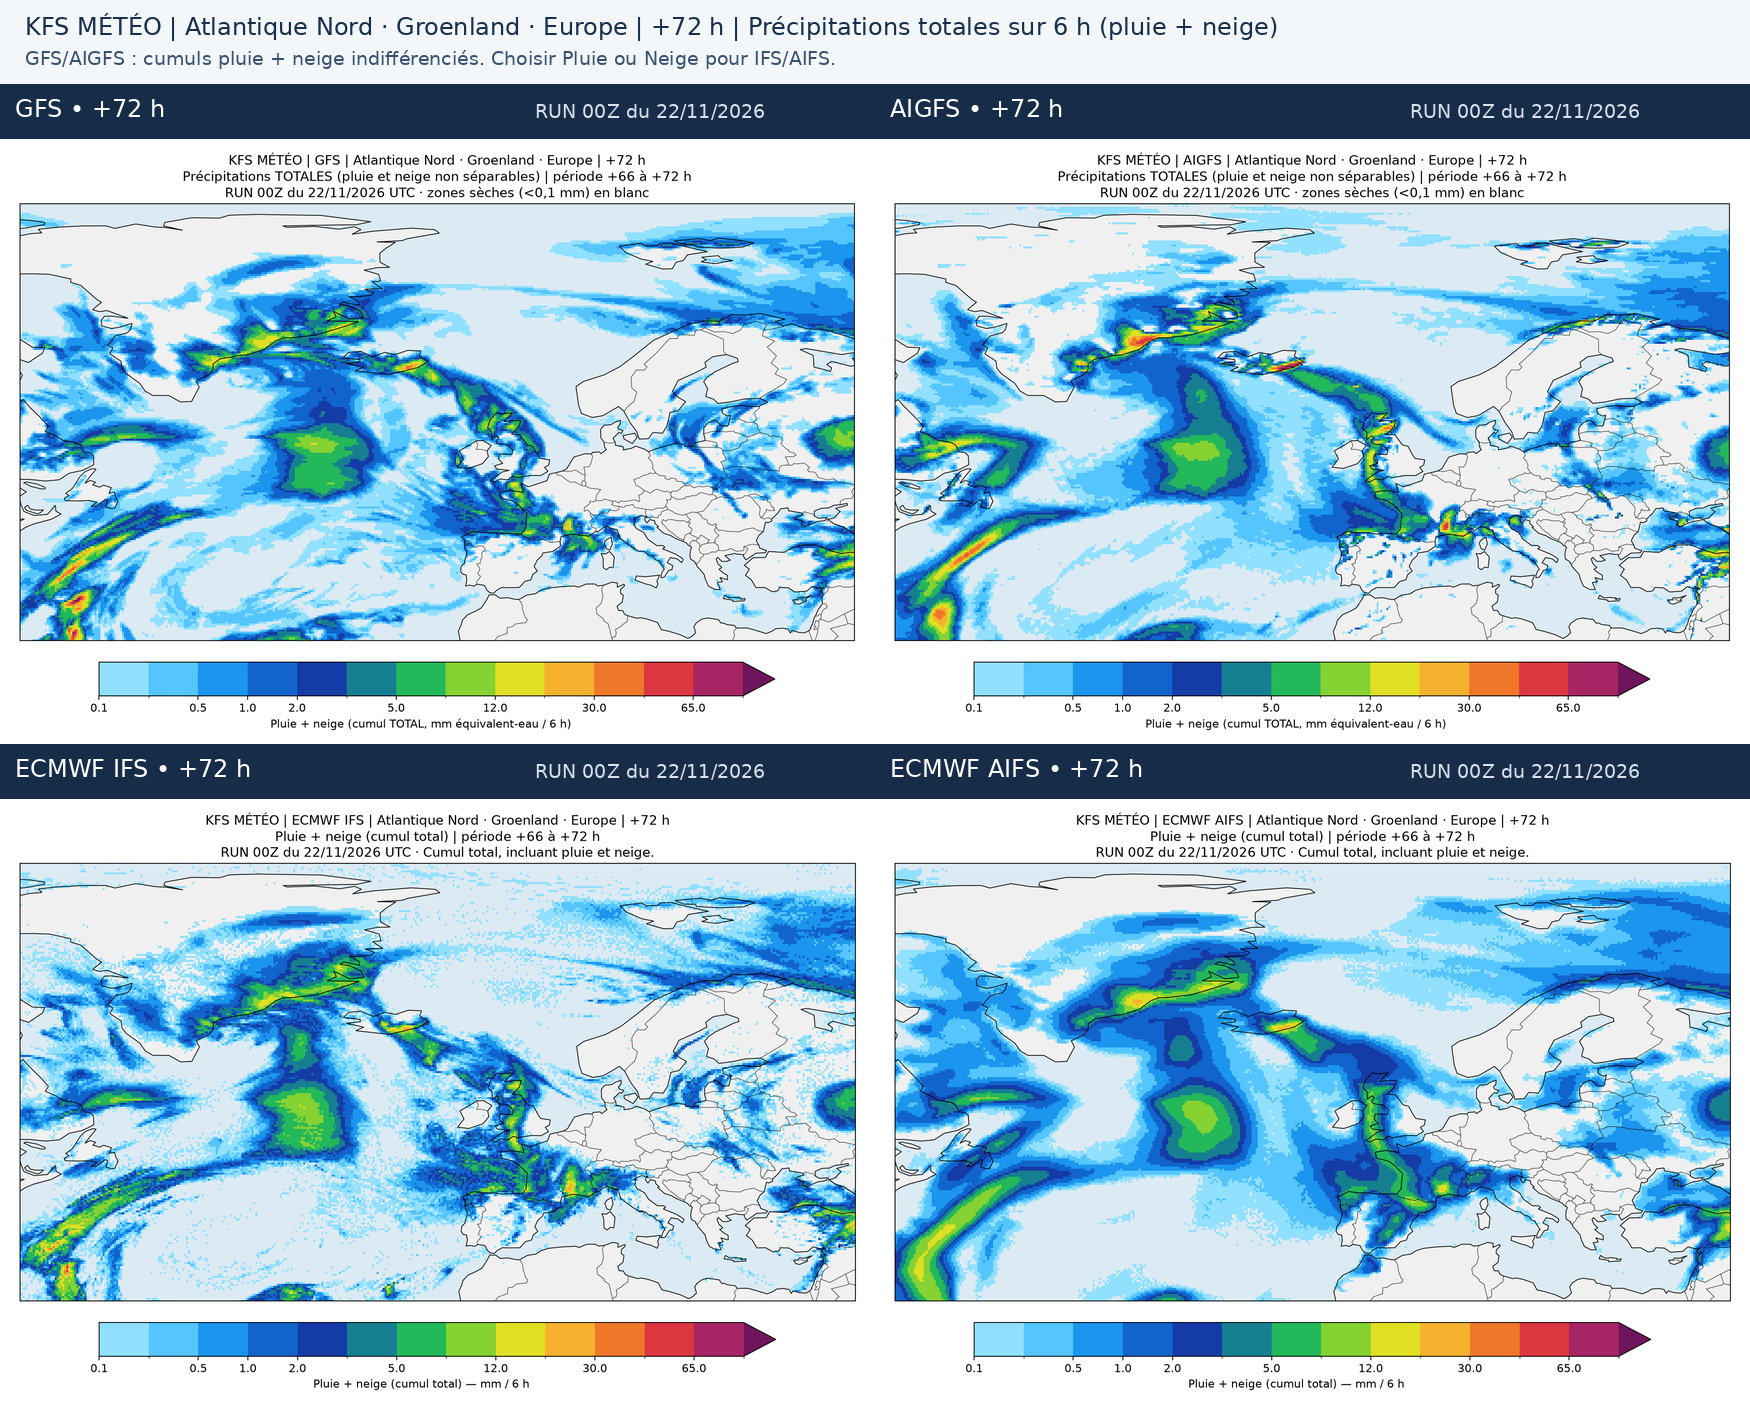 KFS MÉTÉO | Atlantique Nord · Groenland · Europe | +72 h | Précipitations totales sur 6 h (pluie + neige)
GFS/AIGFS : cumuls pluie + neige indifférenciés. Choisir Pluie ou Neige pour IFS/AIFS.
GFS • +72 h
RUN 00Z du 22/11/2026
AIGFS • +72 h
RUN 00Z du 22/11/2026
KFS MÉTÉO | GFS | Atlantique Nord · Groenland · Europe | +72 h
Précipitations TOTALES (pluie et neige non séparables) | période +66 à +72 h
RUN 00Z du 22/11/2026 UTC · zones sèches (<0,1 mm) en blanc
KFS MÉTÉO | AIGFS | Atlantique Nord · Groenland · Europe | +72 h
Précipitations TOTALES (pluie et neige non séparables) | période +66 à +72 h
RUN 00Z du 22/11/2026 UTC · zones sèches (<0,1 mm) en blanc
0.1 0.5 1.0 2.0 5.0 12.0 30.0 65.0
Pluie + neige (cumul TOTAL, mm équivalent-eau / 6 h)
0.1 0.5 1.0 2.0 5.0 12.0 30.0 65.0
Pluie + neige (cumul TOTAL, mm équivalent-eau / 6 h)
ECMWF IFS • +72 h
RUN 00Z du 22/11/2026
ECMWF AIFS • +72 h
RUN 00Z du 22/11/2026
KFS MÉTÉO | ECMWF IFS | Atlantique Nord · Groenland · Europe | +72 h
Pluie + neige (cumul total) | période +66 à +72 h
RUN 00Z du 22/11/2026 UTC · Cumul total, incluant pluie et neige.
KFS MÉTÉO | ECMWF AIFS | Atlantique Nord · Groenland · Europe | +72 h
Pluie + neige (cumul total) | période +66 à +72 h
RUN 00Z du 22/11/2026 UTC · Cumul total, incluant pluie et neige.
0.1 0.5 1.0 2.0 5.0 12.0 30.0 65.0
Pluie + neige (cumul total) — mm / 6 h
0.1 0.5 1.0 2.0 5.0 12.0 30.0 65.0
Pluie + neige (cumul total) — mm / 6 h